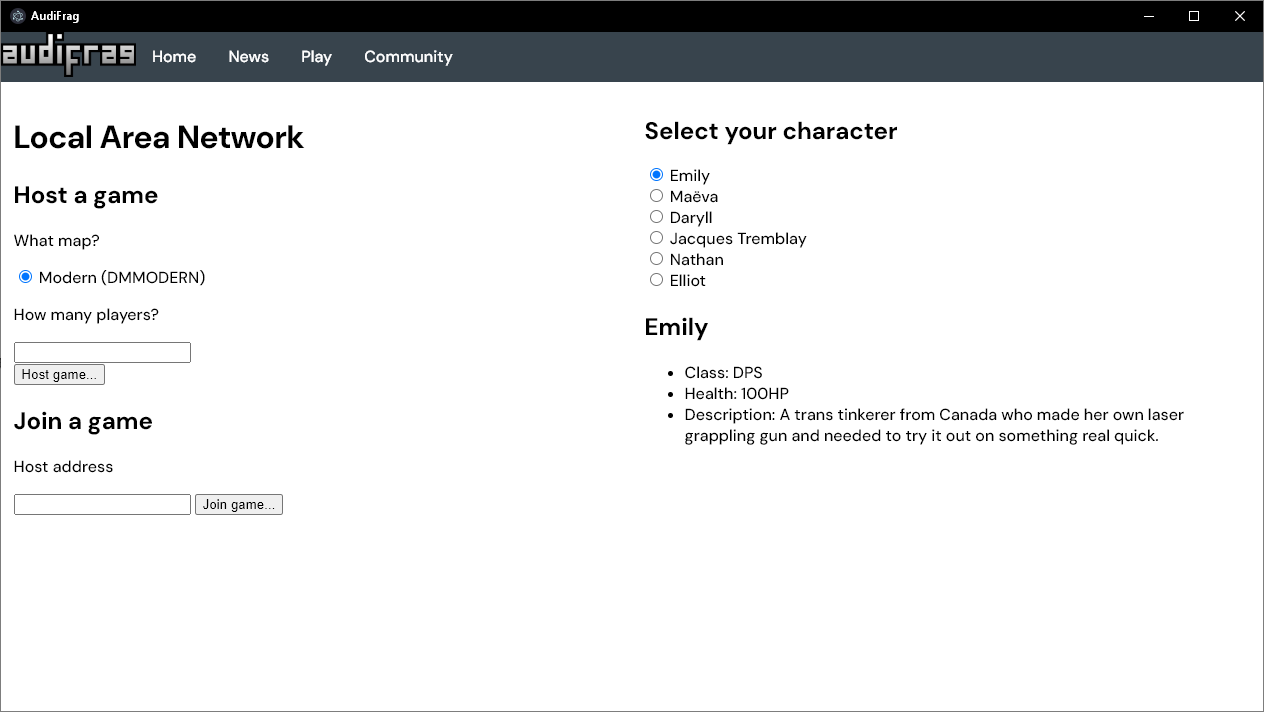 AudiFrag
audifrag
Home
News
Play
Community
Local Area Network
Host a game
What map?
Modern (DMMODERN)
How many players?
Host game...
Join a game
Host address
Join game...
Select your character
Emily
Maëva
Daryll
Jacques Tremblay
Nathan
Elliot
Emily
Class: DPS
Health: 100HP
Description: A trans tinkerer from Canada who made her own laser
grappling gun and needed to try it out on something real quick.